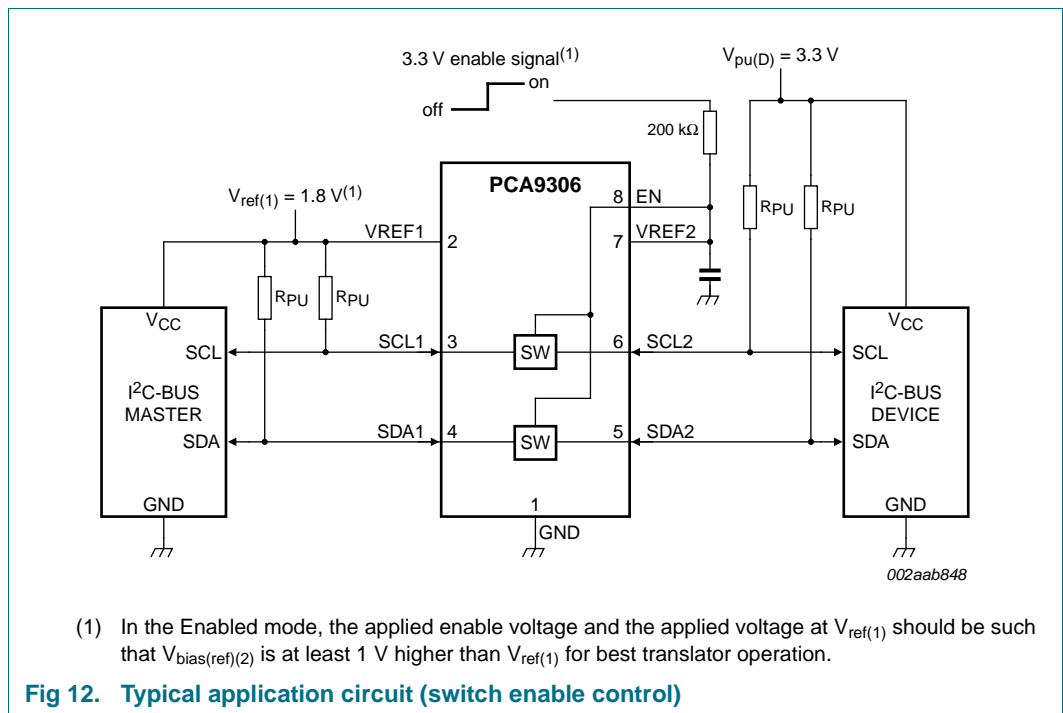 3.3 V enable signal(1)
on
off
Vpu(D) = 3.3 V
200 kΩ
PCA9306
Vref(1) = 1.8 V(1)
8 EN
RPU RPU
VREF1 2
7 VREF2
RPU RPU
VCC
SCL
SCL1 3
SW
6 SCL2
VCC
SCL
I2C-BUS
MASTER
I2C-BUS
DEVICE
SDA
SDA1 4
SW
5 SDA2
SDA
GND
1
GND
GND
002aab848
(1) In the Enabled mode, the applied enable voltage and the applied voltage at Vref(1) should be such
that Vbias(ref)(2) is at least 1 V higher than Vref(1) for best translator operation.
Fig 12. Typical application circuit (switch enable control)